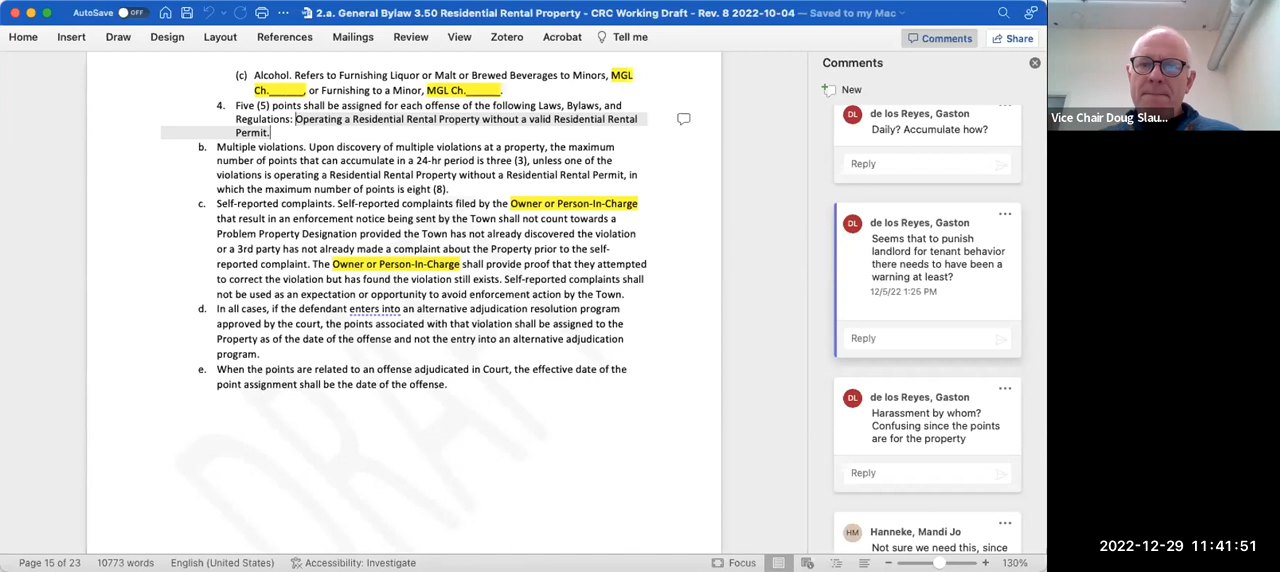 AutoSave OFF
2.a. General Bylaw 3.50 Residential Rental Property - CRC Working Draft - Rev. 8 2022-10-04 — Saved to my Mac
Home Insert Draw Design Layout References Mailings Review View Zotero Acrobat Tell me
Comments Share
(c) Alcohol. Refers to Furnishing Liquor or Malt or Brewed Beverages to Minors, MGL
Ch.______, or Furnishing to a Minor, MGL Ch.______.
4. Five (5) points shall be assigned for each offense of the following Laws, Bylaws, and
Regulations: Operating a Residential Rental Property without a valid Residential Rental
Permit.
b. Multiple violations. Upon discovery of multiple violations at a property, the maximum
number of points that can accumulate in a 24-hr period is three (3), unless one of the
violations is operating a Residential Rental Property without a Residential Rental Permit, in
which the maximum number of points is eight (8).
c. Self-reported complaints. Self-reported complaints filed by the Owner or Person-In-Charge
that result in an enforcement notice being sent by the Town shall not count towards a
Problem Property Designation provided the Town has not already discovered the violation
or a 3rd party has not already made a complaint about the Property prior to the self-
reported complaint. The Owner or Person-In-Charge shall provide proof that they attempted
to correct the violation but has found the violation still exists. Self-reported complaints shall
not be used as an expectation or opportunity to avoid enforcement action by the Town.
d. In all cases, if the defendant enters into an alternative adjudication resolution program
approved by the court, the points associated with that violation shall be assigned to the
Property as of the date of the offense and not the entry into an alternative adjudication
program.
e. When the points are related to an offense adjudicated in Court, the effective date of the
point assignment shall be the date of the offense.
DRAFT
Comments
New
DL de los Reyes, Gaston
Daily? Accumulate how?
Reply
DL de los Reyes, Gaston
Seems that to punish
landlord for tenant behavior
there needs to have been a
warning at least?
12/5/22 1:25 PM
Reply
DL de los Reyes, Gaston
Harassment by whom?
Confusing since the points
are for the property
Reply
HM Hanneke, Mandi Jo
Not sure we need this, since
Vice Chair Doug Slau...
2022-12-29 11:41:51
Page 15 of 23 10773 words English (United States) Accessibility: Investigate Focus 130%